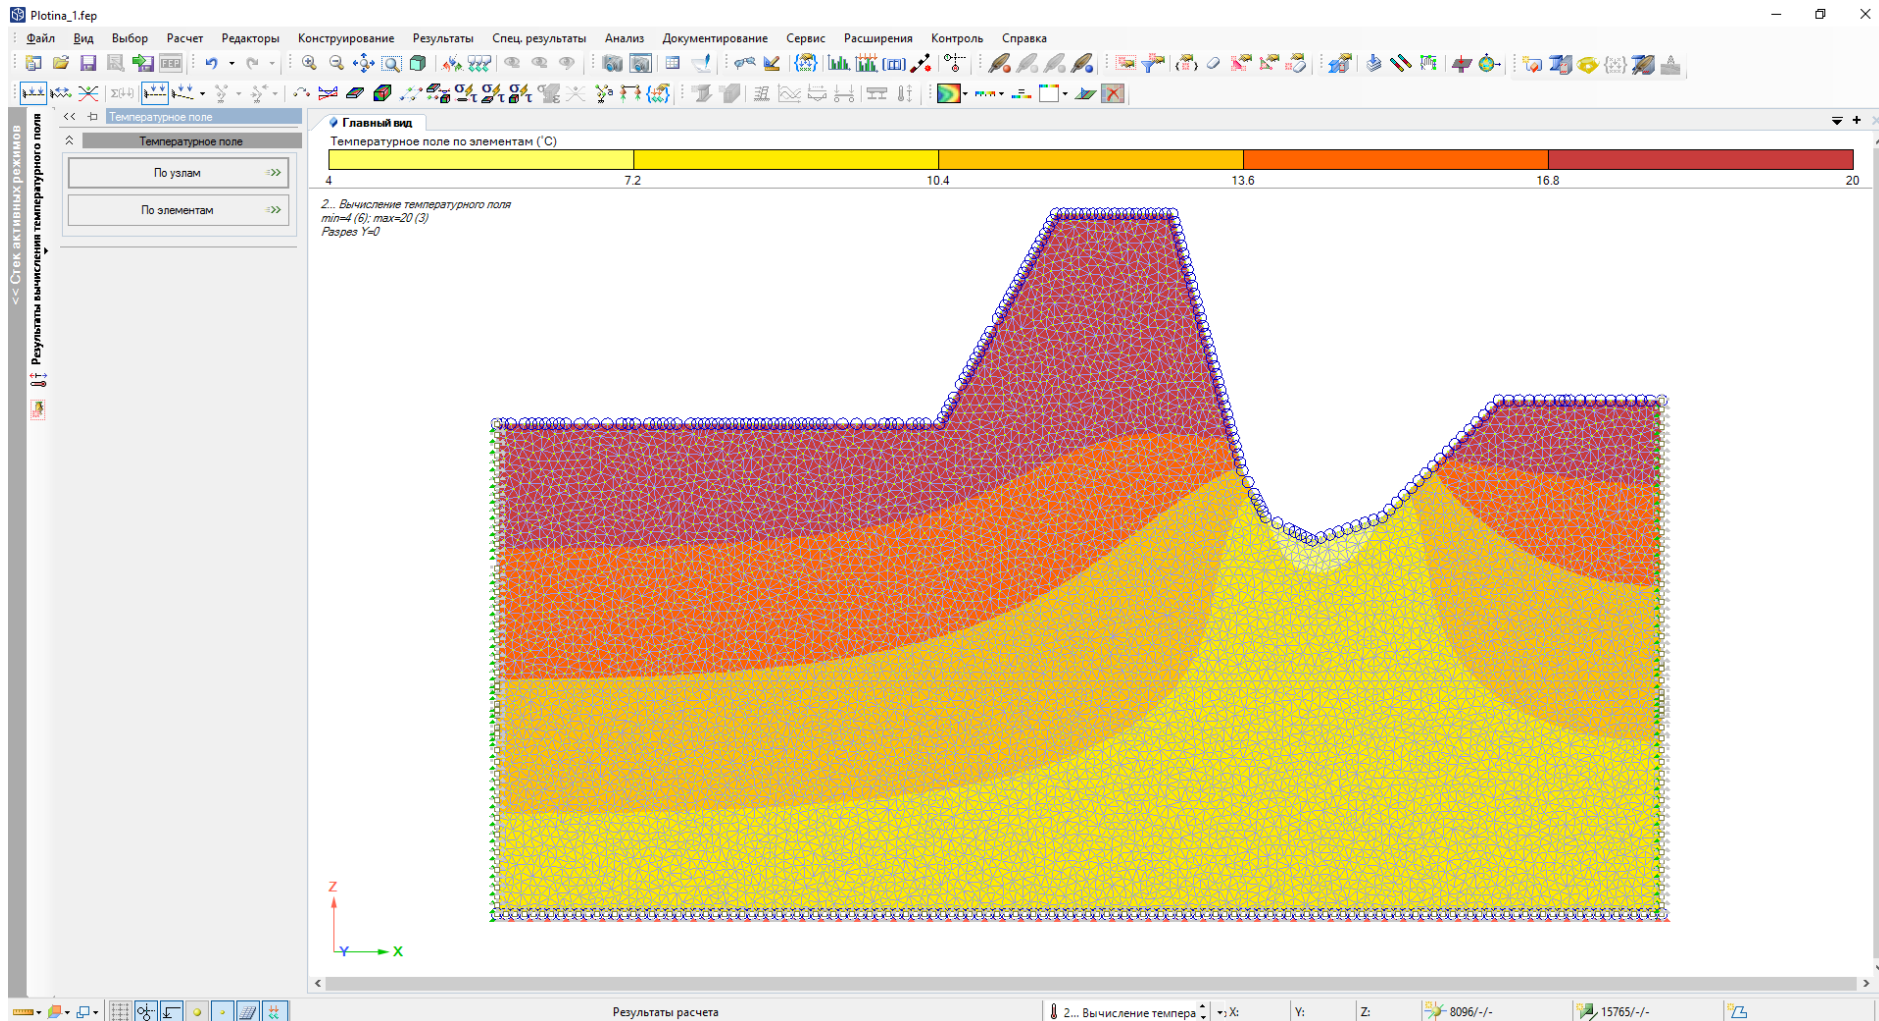 Plotina_1.fep
Файл Вид Выбор Расчет Редакторы Конструирование Результаты Спец. результаты Анализ Документирование Сервис Расширения Контроль Справка
Температурное поле
Главный вид
Температурное поле
Температурное поле по элементам (°C)
По узлам
4 7.2 10.4 13.6 16.8 20
По элементам
2... Вычисление температурного поля
min=4 (6); max=20 (3)
Разрез Y=0
<< Стек активных режимов
Результаты вычисления температурного поля
Z
Y X
Результаты расчета
2... Вычисление темпера
X:
Y:
Z:
8096/-/-
15765/-/-